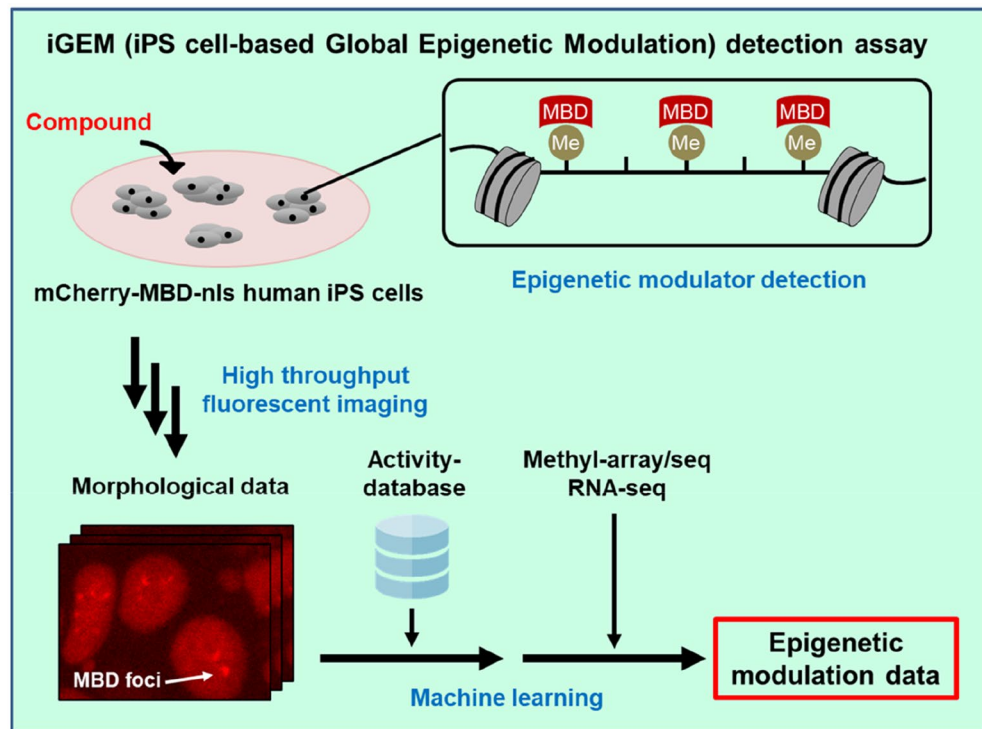 iGEM (iPS cell-based Global Epigenetic Modulation) detection assay
Compound
MBD MBD MBD
Me Me Me
mCherry-MBD-nls human iPS cells
Epigenetic modulator detection
High throughput
fluorescent imaging
Morphological data
Activity-
database
Methyl-array/seq
RNA-seq
MBD foci
Machine learning
Epigenetic
modulation data